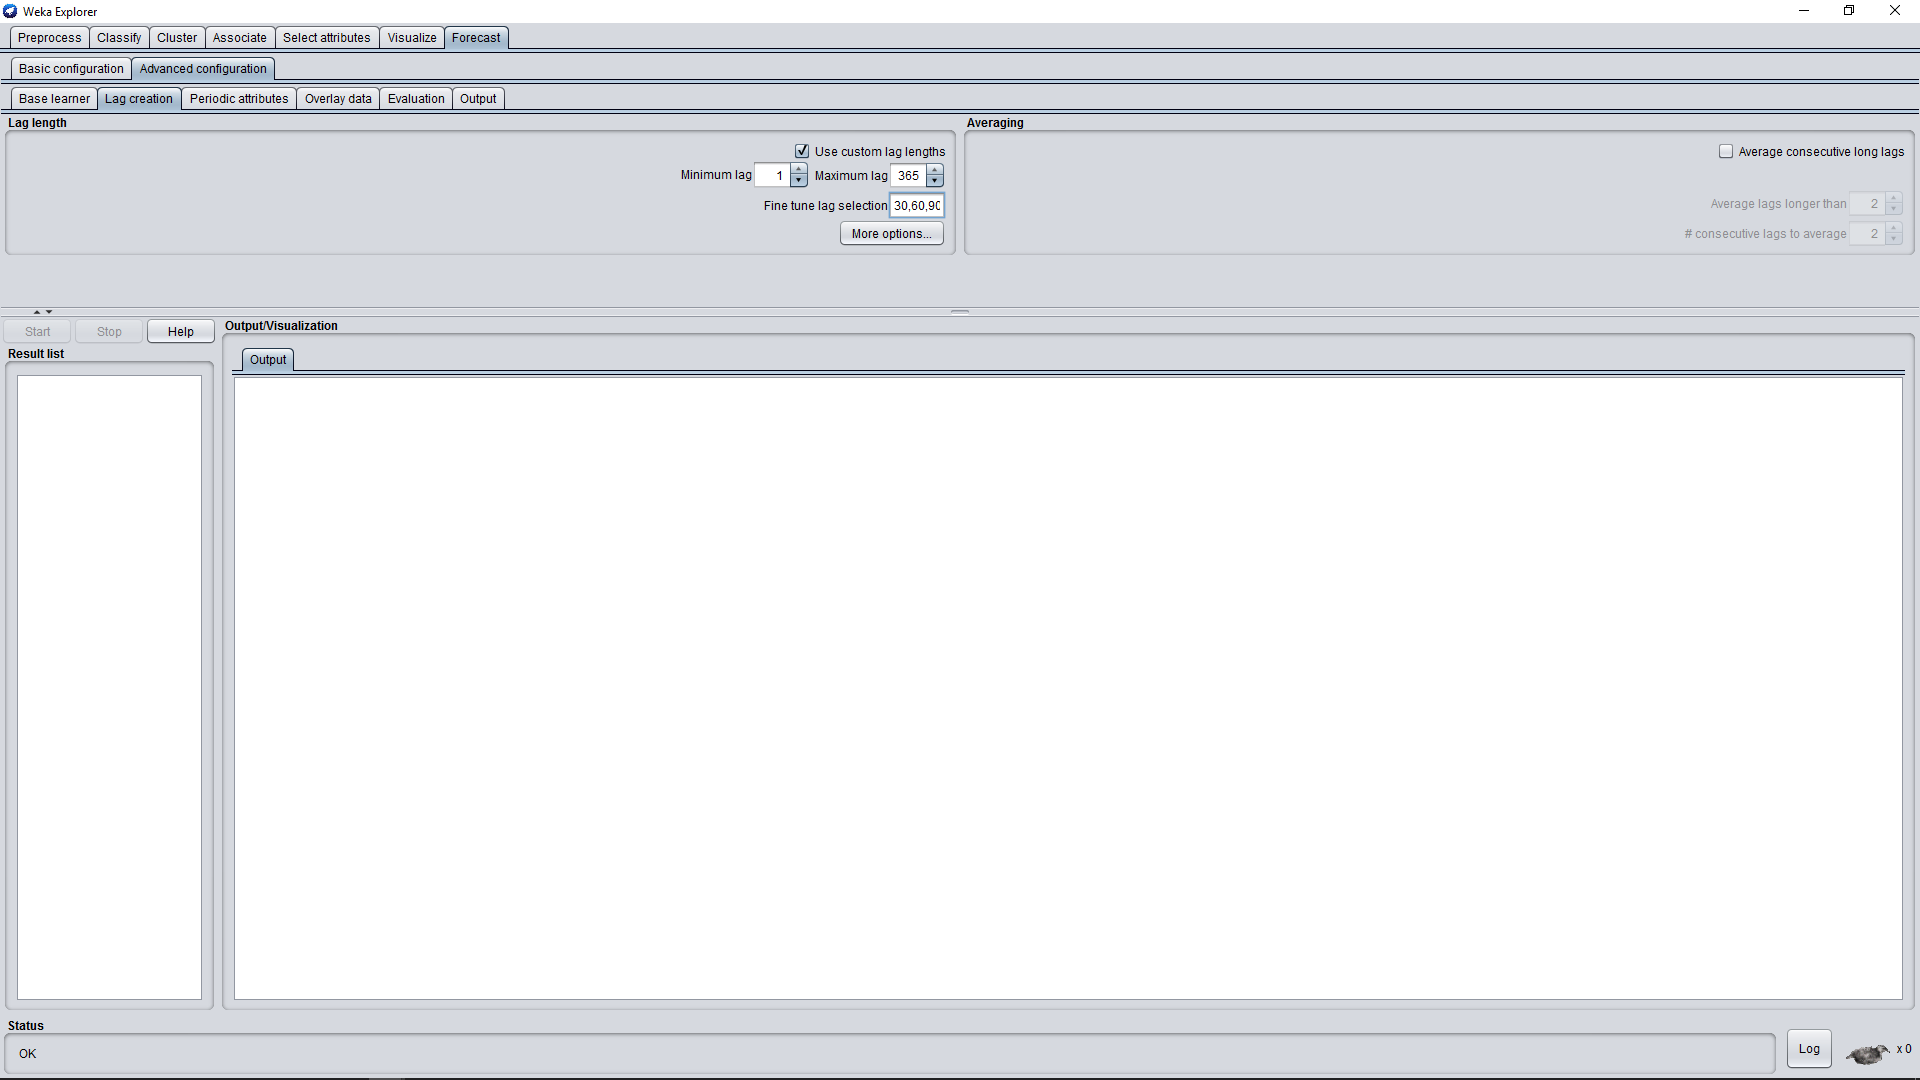 Weka Explorer
Preprocess Classify Cluster Associate Select attributes Visualize Forecast
Basic configuration Advanced configuration
Base learner Lag creation Periodic attributes Overlay data Evaluation Output
Lag length
Use custom lag lengths
Minimum lag 1 Maximum lag 365
Fine tune lag selection 30,60,90
More options...
Averaging
Average consecutive long lags
Average lags longer than 2
# consecutive lags to average 2
Start Stop Help
Result list
Output/Visualization
Output
Status
OK
Log
x 0